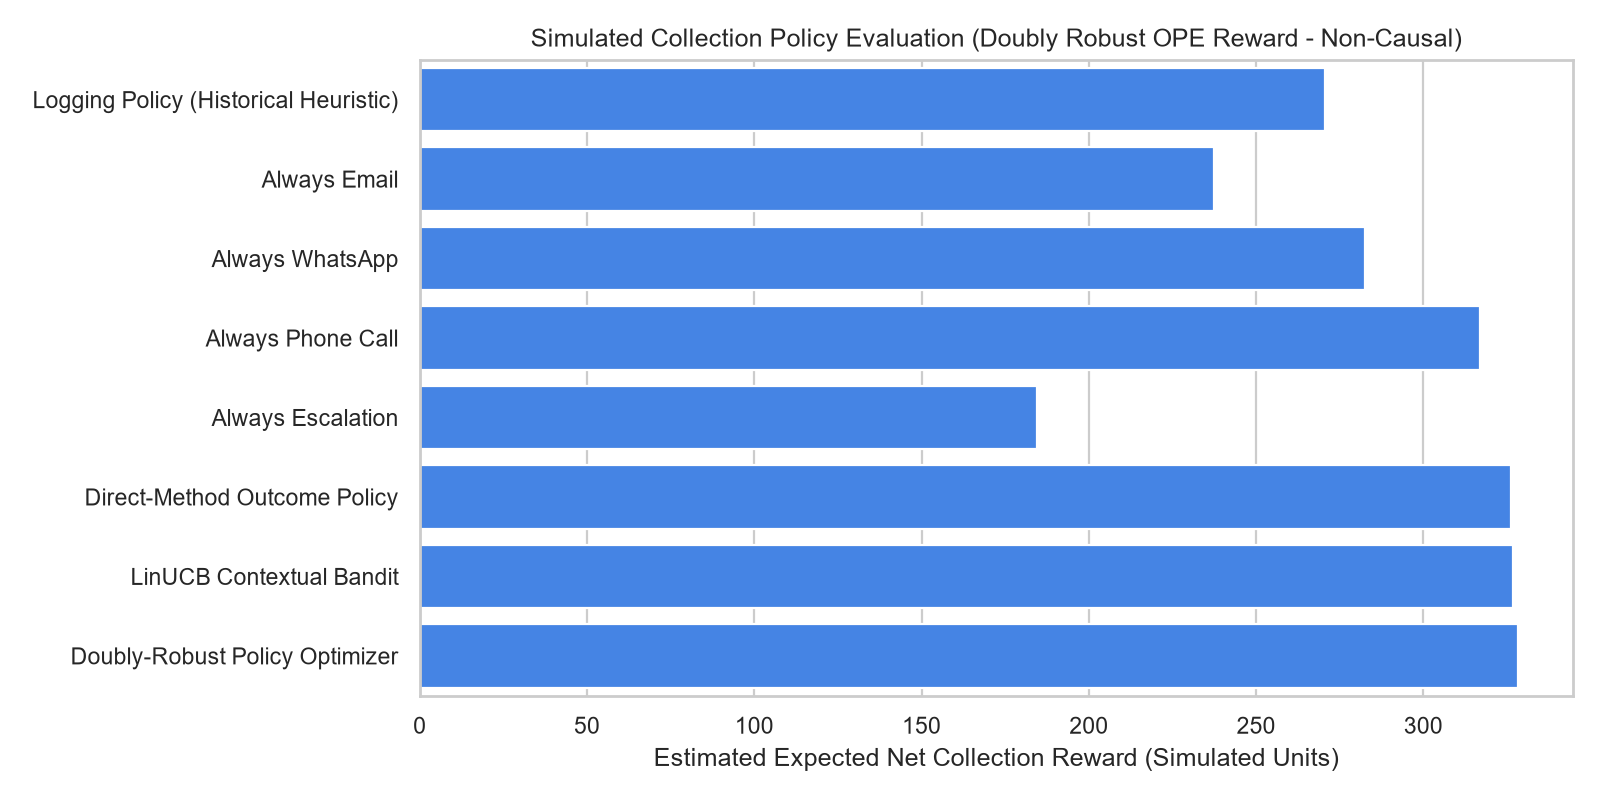 Simulated Collection Policy Evaluation (Doubly Robust OPE Reward - Non-Causal)
Logging Policy (Historical Heuristic)
Always Email
Always WhatsApp
Always Phone Call
Always Escalation
Direct-Method Outcome Policy
LinUCB Contextual Bandit
Doubly-Robust Policy Optimizer
0 50 100 150 200 250 300
Estimated Expected Net Collection Reward (Simulated Units)